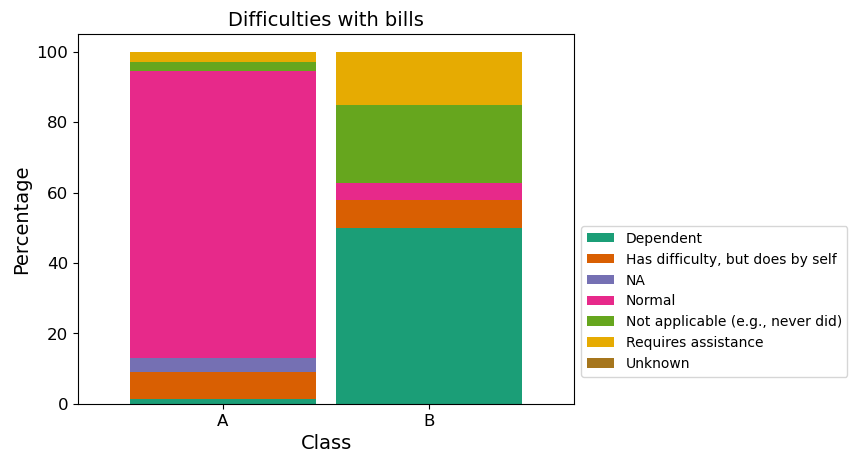 Difficulties with bills
Percentage
100
80
60
40
20
0
A
B
Class
Dependent
Has difficulty, but does by self
NA
Normal
Not applicable (e.g., never did)
Requires assistance
Unknown